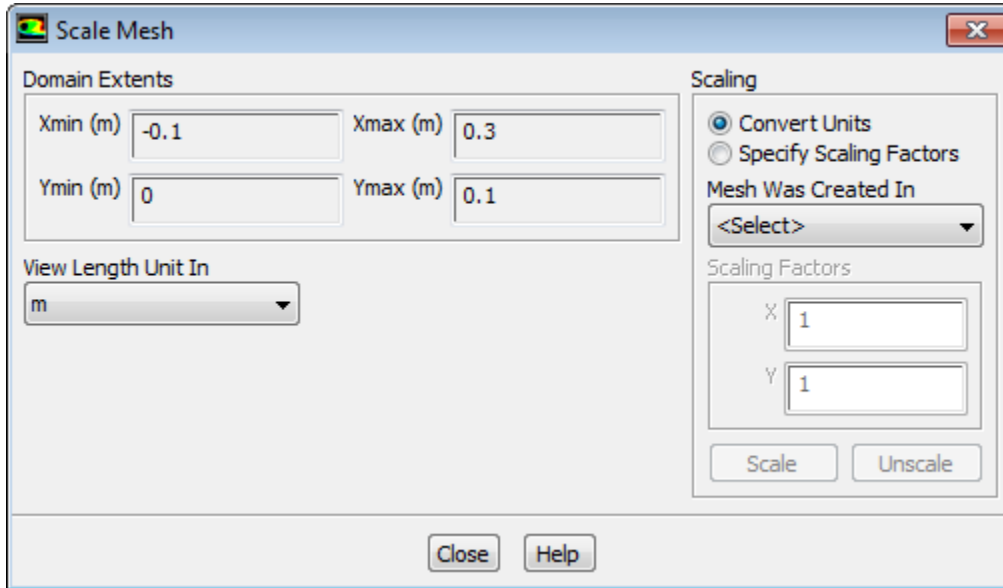 Scale Mesh
Domain Extents
Xmin (m) -0.1 Xmax (m) 0.3
Ymin (m) 0 Ymax (m) 0.1
View Length Unit In
m
Scaling
Convert Units
Specify Scaling Factors
Mesh Was Created In
<Select>
Scaling Factors
X 1
Y 1
Scale Unscale
Close Help